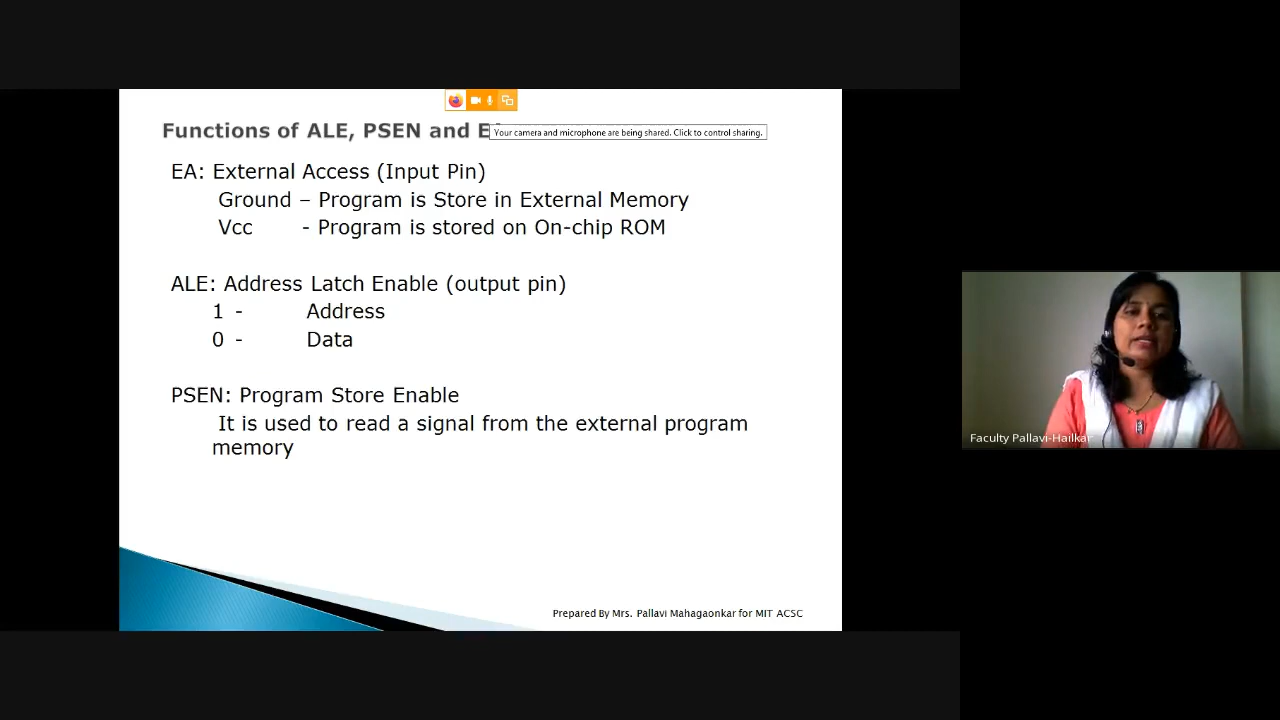 Functions of ALE, PSEN and
Your camera and microphone are being shared. Click to control sharing.
EA: External Access (Input Pin)
Ground – Program is Store in External Memory
Vcc - Program is stored on On-chip ROM
ALE: Address Latch Enable (output pin)
1 - Address
0 - Data
PSEN: Program Store Enable
It is used to read a signal from the external program
memory
Faculty Pallavi-Hailkar
Prepared By Mrs. Pallavi Mahagaonkar for MIT ACSC